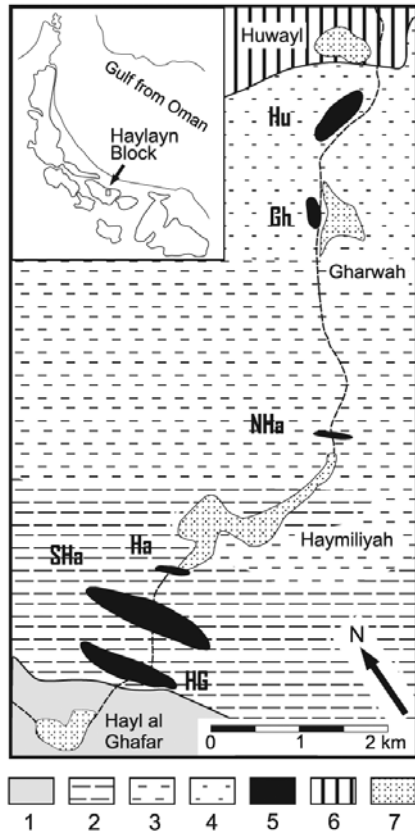 Huwayl
Gulf from Oman
Haylayn
Block
Hu
Gh
Gharwah
NHa
Ha
Haymiliyah
SHa
N
HG
Hayl al
Ghafar
0 1 2 km
1 2 3 4 5 6 7